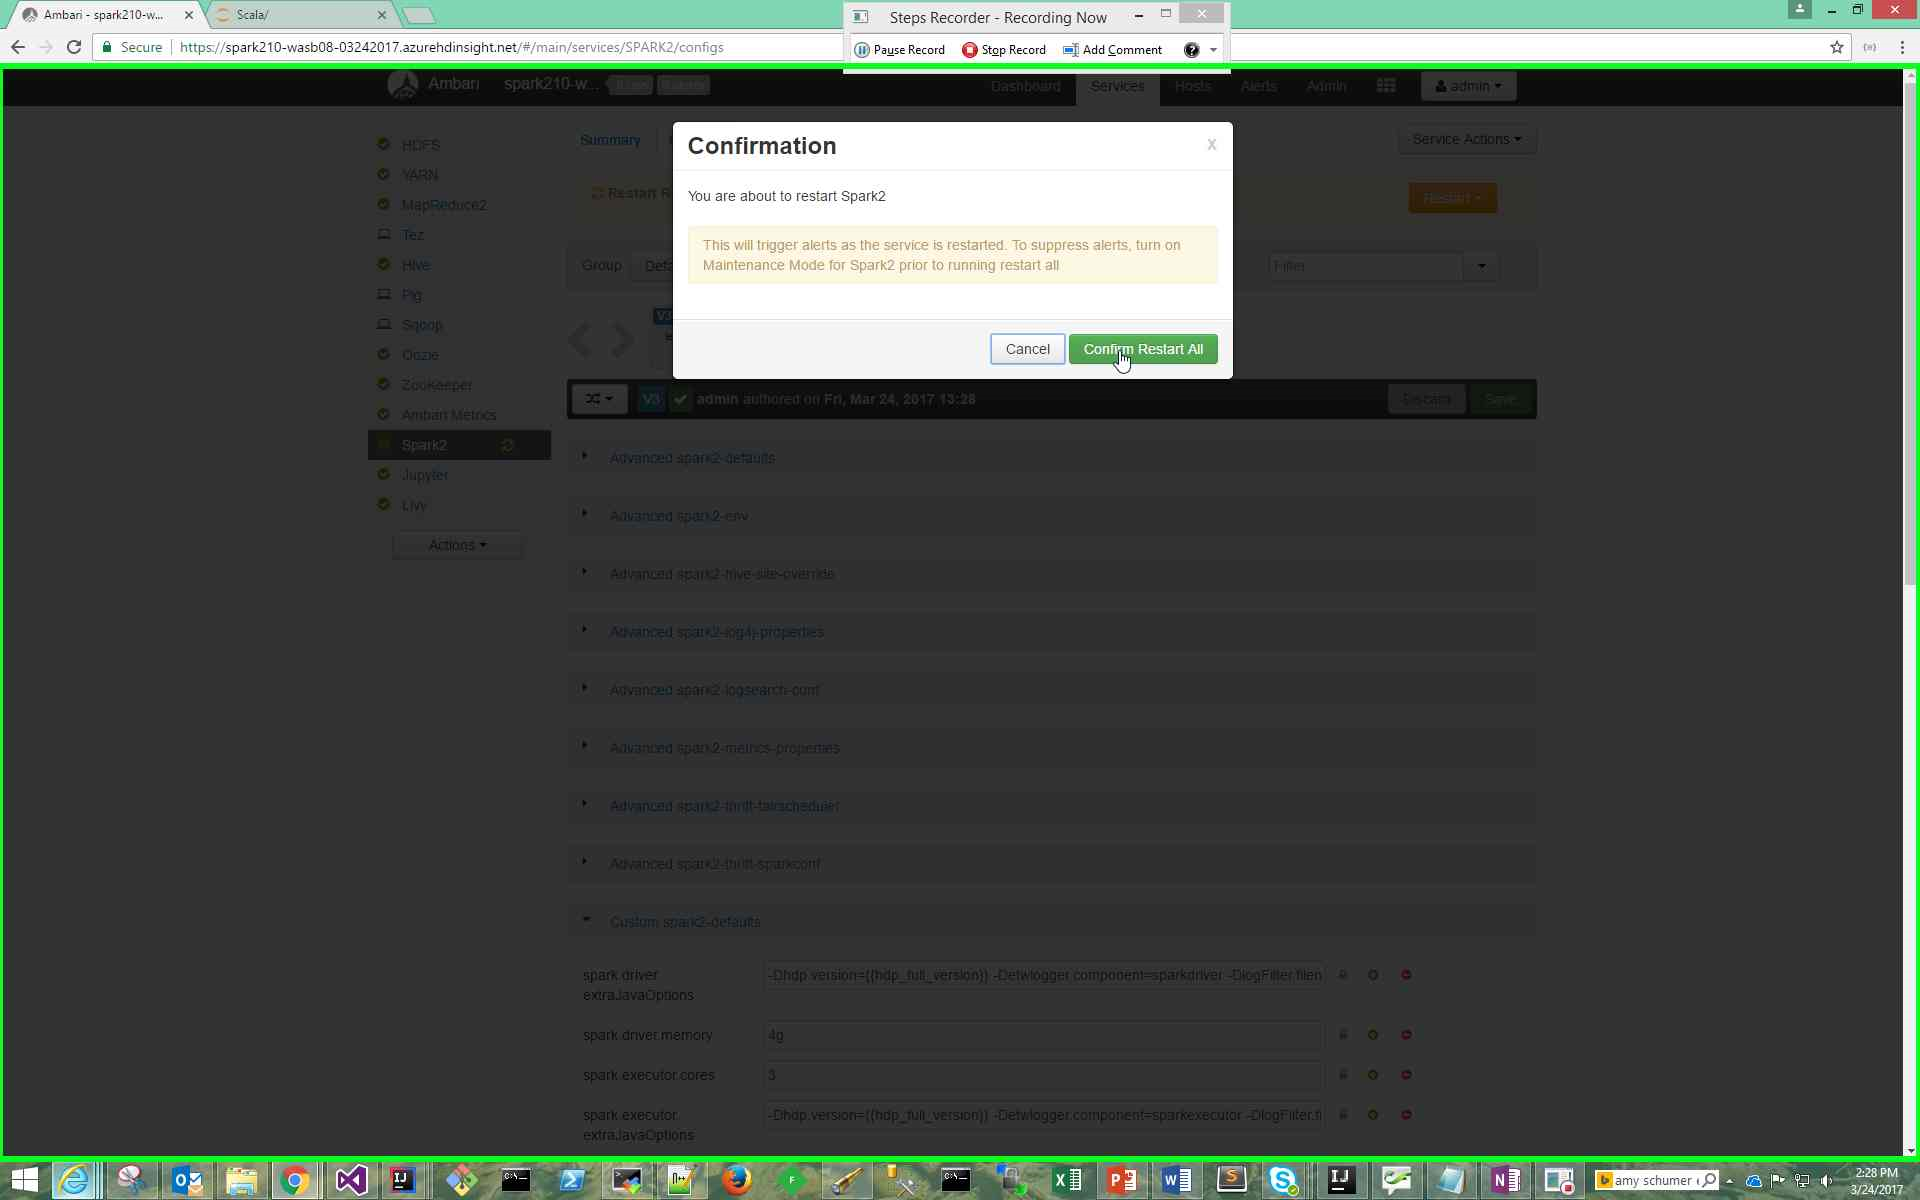 Ambari - spark210-w...
Scala/
Steps Recorder - Recording Now
Pause Record
Stop Record
Add Comment
Secure
https://spark210-wasb08-03242017.azurehdinsight.net/#/main/services/SPARK2/configs
Ambari
spark210-w...
Dashboard
Services
Hosts
Alerts
Admin
admin
HDFS
YARN
MapReduce2
Tez
Hive
Pig
Sqoop
Oozie
ZooKeeper
Ambari Metrics
Spark2
Jupyter
Livy
Actions
Summary
Service Actions
Restart R
Restart
Group
Defa
Filter...
V3
Confirmation
X
You are about to restart Spark2
This will trigger alerts as the service is restarted. To suppress alerts, turn on
Maintenance Mode for Spark2 prior to running restart all
Cancel
Confirm Restart All
V3
admin authored on Fri, Mar 24, 2017 13:28
Discard
Save
Advanced spark2-defaults
Advanced spark2-env
Advanced spark2-hive-site-override
Advanced spark2-log4j-properties
Advanced spark2-logsearch-conf
Advanced spark2-metrics-properties
Advanced spark2-thrift-fairscheduler
Advanced spark2-thrift-sparkconf
Custom spark2-defaults
spark.driver.
extraJavaOptions
-Dhdp.version={{hdp_full_version}} -Detwlogger.component=sparkdriver -DlogFilter.filen
spark.driver.memory
4g
spark.executor.cores
3
spark.executor.
extraJavaOptions
-Dhdp.version={{hdp_full_version}} -Detwlogger.component=sparkexecutor -DlogFilter.fi
amy schumer
2:28 PM
3/24/2017